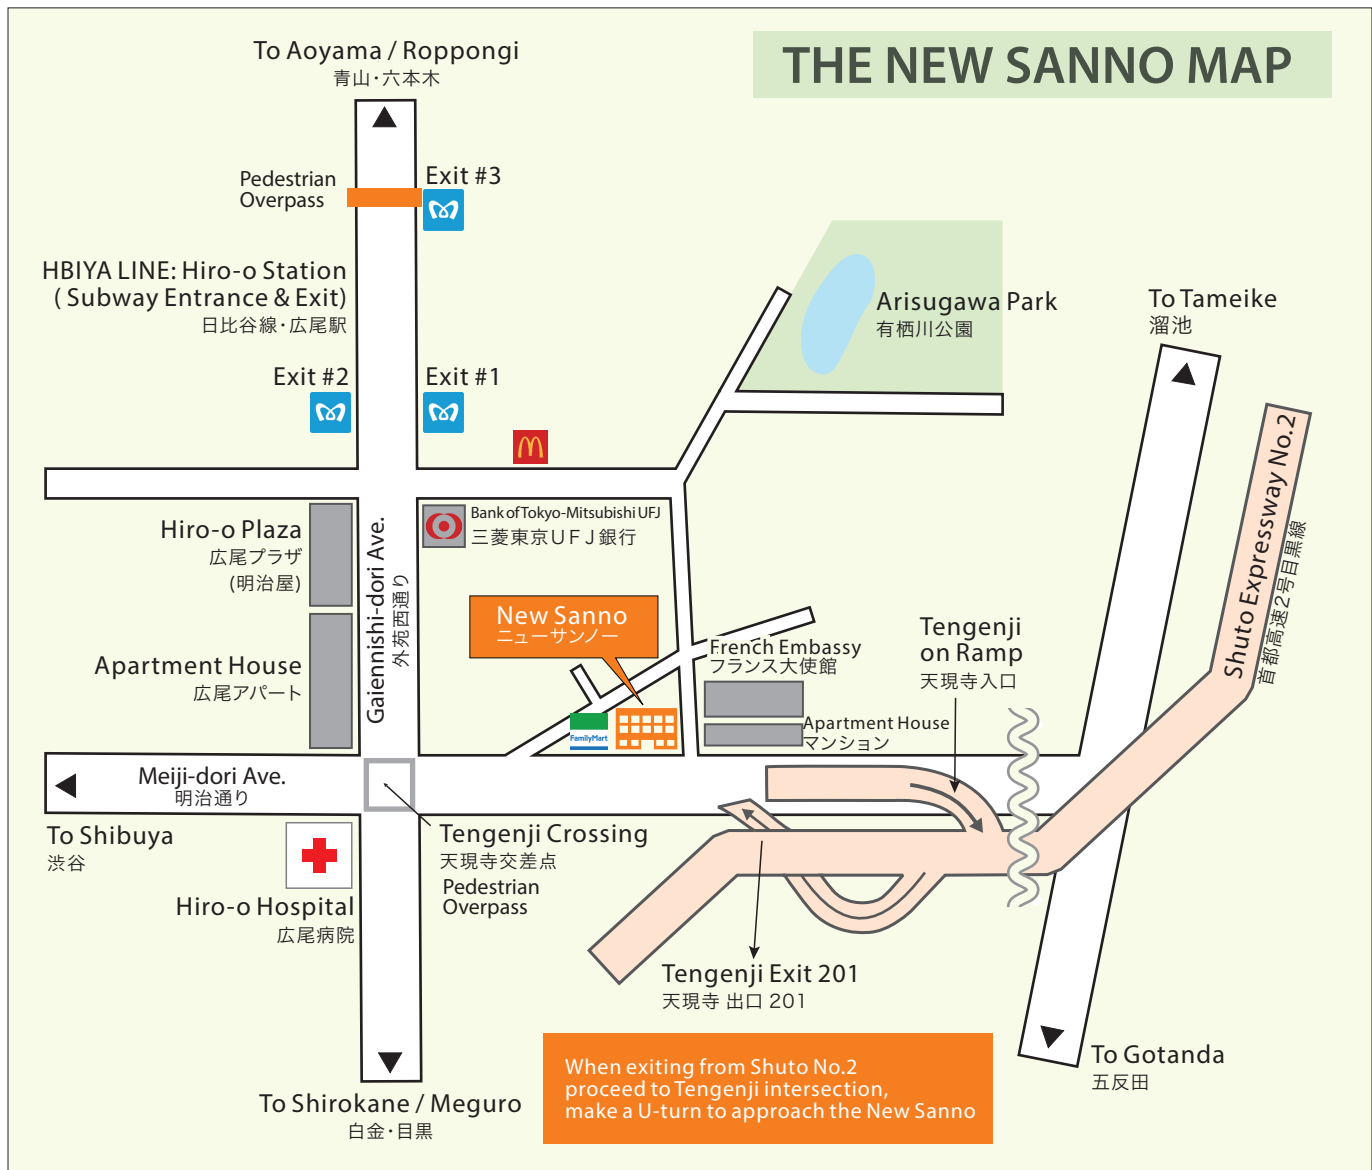 THE NEW SANNO MAP
To Aoyama / Roppongi
青山・六本木
Pedestrian
Overpass
Exit #3
HBIYA LINE: Hiro-o Station
( Subway Entrance & Exit)
日比谷線・広尾駅
Exit #2
Exit #1
Arisugawa Park
有栖川公園
To Tameike
溜池
Shuto Expressway No.2
首都高速2号目黒線
Hiro-o Plaza
広尾プラザ
(明治屋)
Gaiennishi-dori Ave.
外苑西通り
Bank of Tokyo-Mitsubishi UFJ
三菱東京UFJ銀行
New Sanno
ニューサンノー
Apartment House
広尾アパート
French Embassy
フランス大使館
Tengenji
on Ramp
天現寺入口
FamilyMart
Apartment House
マンション
Meiji-dori Ave.
明治通り
To Shibuya
渋谷
Tengenji Crossing
天現寺交差点
Pedestrian
Overpass
Hiro-o Hospital
広尾病院
Tengenji Exit 201
天現寺 出口 201
When exiting from Shuto No.2
proceed to Tengenji intersection,
make a U-turn to approach the New Sanno
To Gotanda
五反田
To Shirokane / Meguro
白金・目黒